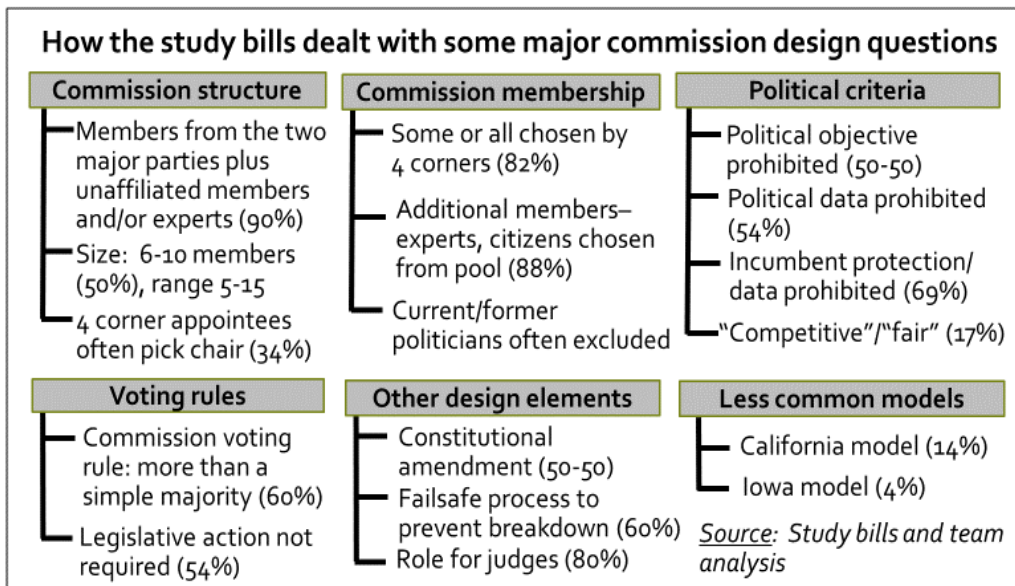 How the study bills dealt with some major commission design questions
Commission structure
Members from the two
major parties plus
unaffiliated members
and/or experts (90%)
Size: 6-10 members
(50%), range 5-15
4 corner appointees
often pick chair (34%)
Commission membership
Some or all chosen by
4 corners (82%)
Additional members–
experts, citizens chosen
from pool (88%)
Current/former
politicians often excluded
Political criteria
Political objective
prohibited (50-50)
Political data prohibited
(54%)
Incumbent protection/
data prohibited (69%)
“Competitive”/“fair” (17%)
Voting rules
Commission voting
rule: more than a
simple majority (60%)
Legislative action not
required (54%)
Other design elements
Constitutional
amendment (50-50)
Failsafe process to
prevent breakdown (60%)
Role for judges (80%)
Less common models
California model (14%)
Iowa model (4%)
Source: Study bills and team
analysis